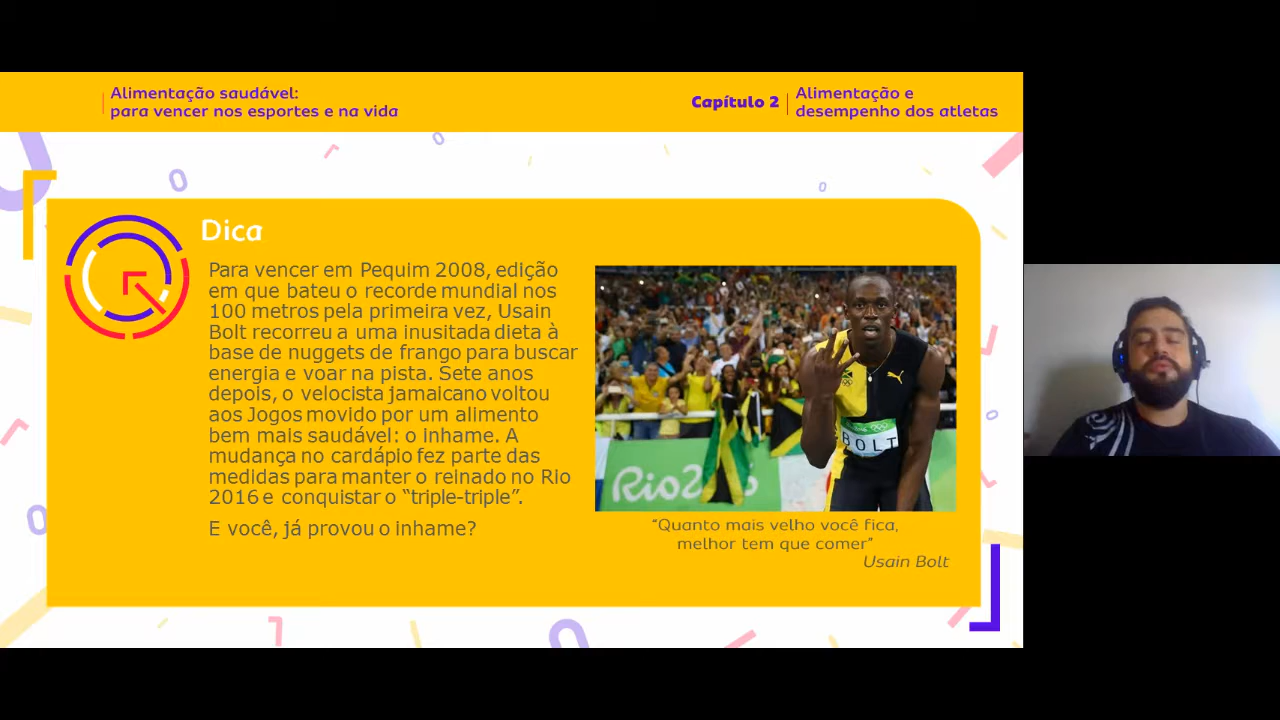 Alimentação saudável:
para vencer nos esportes e na vida
Capítulo 2
Alimentação e
desempenho dos atletas
Dica
Para vencer em Pequim 2008, edição
em que bateu o recorde mundial nos
100 metros pela primeira vez, Usain
Bolt recorreu a uma inusitada dieta à
base de nuggets de frango para buscar
energia e voar na pista. Sete anos
depois, o velocista jamaicano voltou
aos Jogos movido por um alimento
bem mais saudável: o inhame. A
mudança no cardápio fez parte das
medidas para manter o reinado no Rio
2016 e conquistar o “triple-triple”.
E você, já provou o inhame?
BOLT
Rio2
“Quanto mais velho você fica,
melhor tem que comer”
Usain Bolt